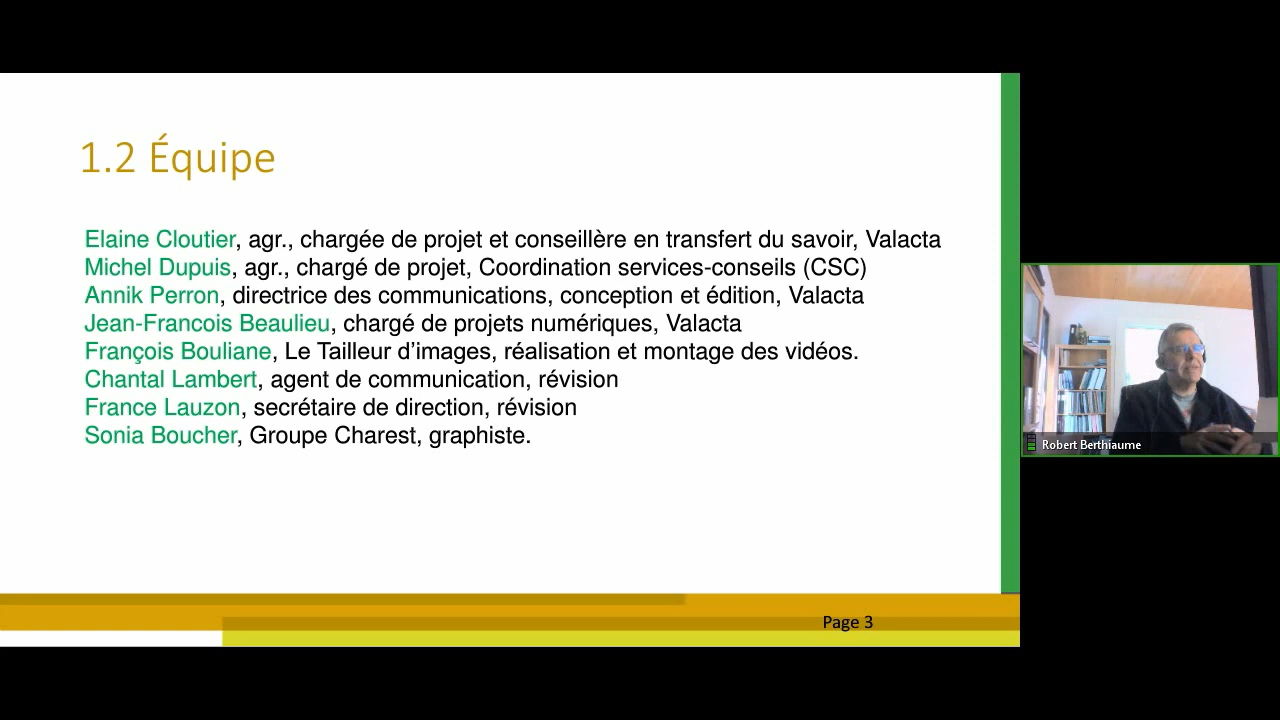 1.2 Équipe
Elaine Cloutier, agr., chargée de projet et conseillère en transfert du savoir, Valacta
Michel Dupuis, agr., chargé de projet, Coordination services-conseils (CSC)
Annik Perron, directrice des communications, conception et édition, Valacta
Jean-Francois Beaulieu, chargé de projets numériques, Valacta
François Bouliane, Le Tailleur d’images, réalisation et montage des vidéos.
Chantal Lambert, agent de communication, révision
France Lauzon, secrétaire de direction, révision
Sonia Boucher, Groupe Charest, graphiste.
Robert Berthiaume
Page 3